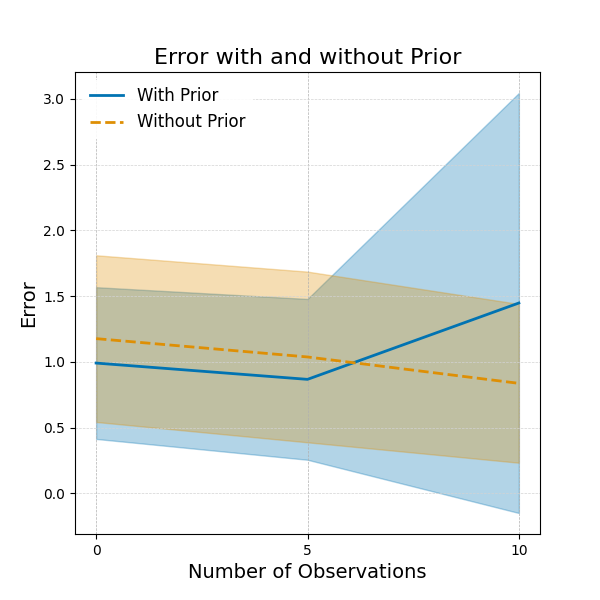 Error with and without Prior
With Prior
Without Prior
3.0
2.5
2.0
1.5
1.0
0.5
0.0
Error
0 5 10
Number of Observations